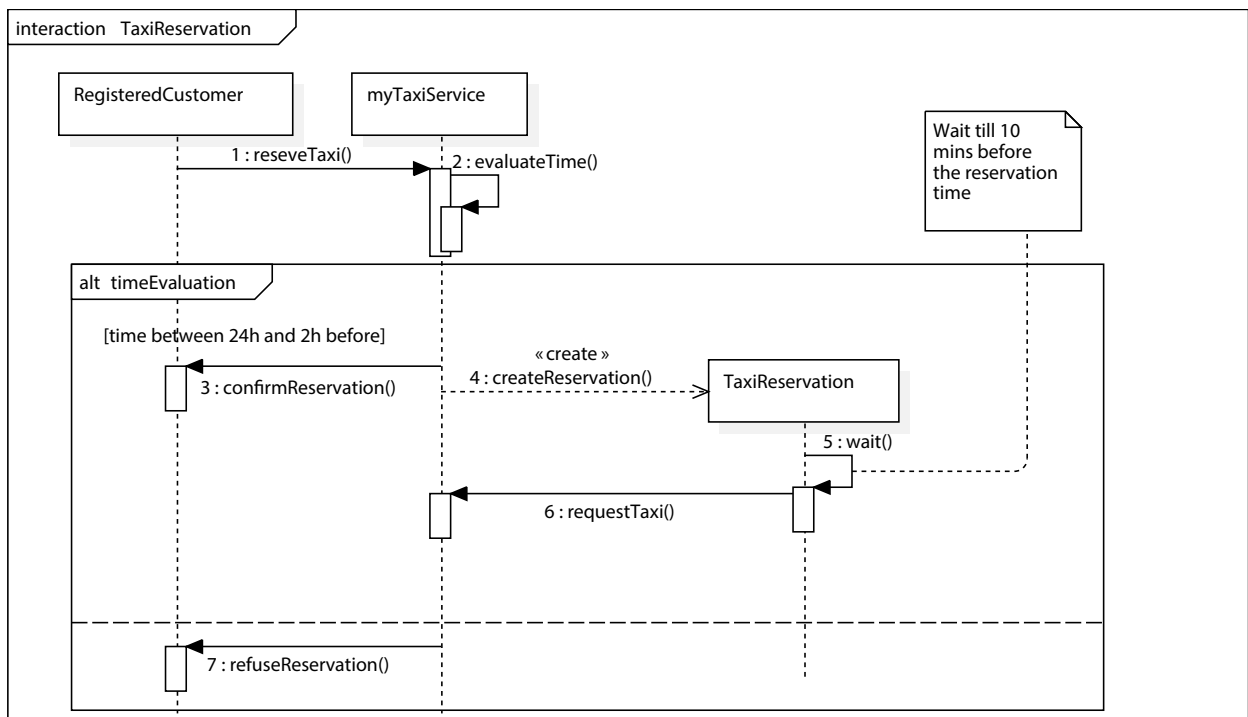 interaction TaxiReservation
RegisteredCustomer
myTaxiService
Wait till 10
mins before
the reservation
time
1 : reseveTaxi()
2 : evaluateTime()
alt timeEvaluation
[time between 24h and 2h before]
«create»
3 : confirmReservation()
4 : createReservation()
TaxiReservation
5 : wait()
6 : requestTaxi()
7 : refuseReservation()